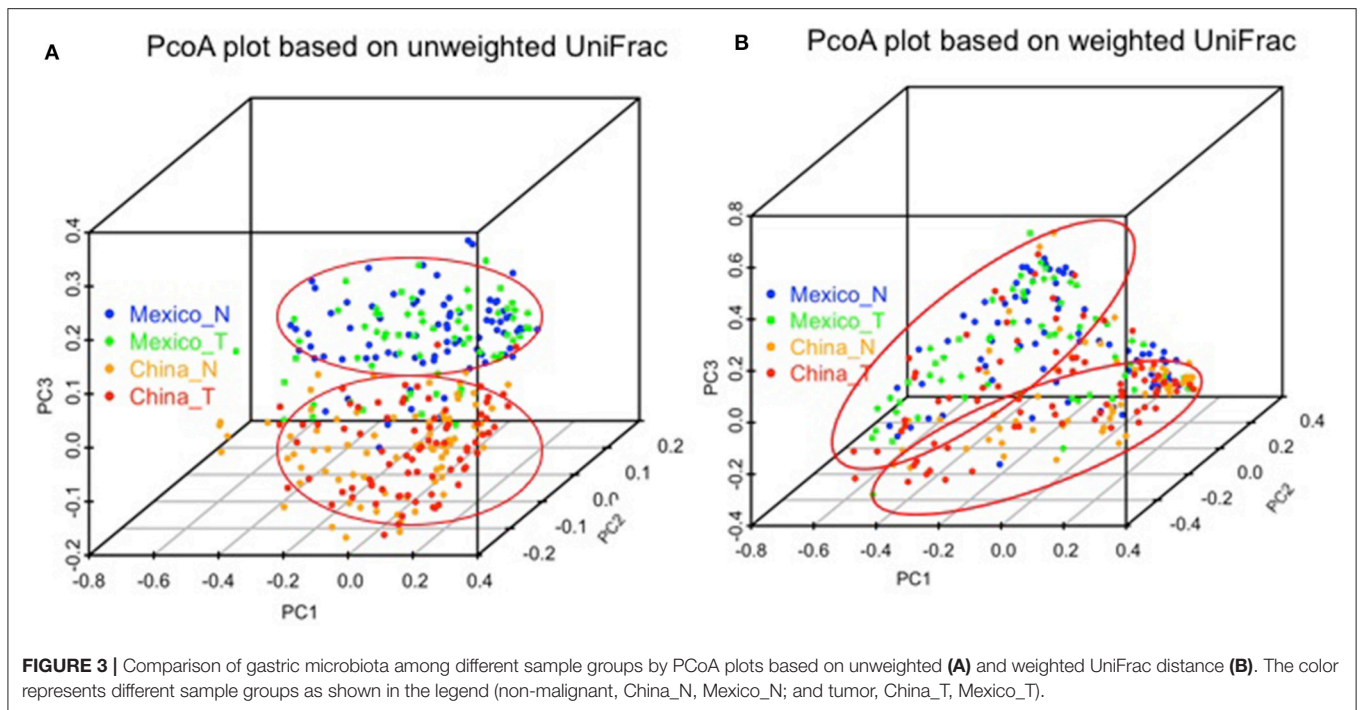 A
PcoA plot based on unweighted UniFrac
0.4
0.3
0.2
0.1
0.0
-0.1
-0.2
PC3
Mexico_N
Mexico_T
China_N
China_T
-0.8 -0.6 -0.4 -0.2 0.0 0.2 0.4
PC1
-0.2
-0.1
0.0
0.1
0.2
PC2
B
PcoA plot based on weighted UniFrac
0.8
0.6
0.4
0.2
0.0
-0.2
-0.4
PC3
Mexico_N
Mexico_T
China_N
China_T
-0.8 -0.6 -0.4 -0.2 0.0 0.2 0.4
PC1
-0.4
-0.2
0.0
0.2
0.4
PC2
FIGURE 3 | Comparison of gastric microbiota among different sample groups by PCoA plots based on unweighted (A) and weighted UniFrac distance (B). The color
represents different sample groups as shown in the legend (non-malignant, China_N, Mexico_N; and tumor, China_T, Mexico_T).